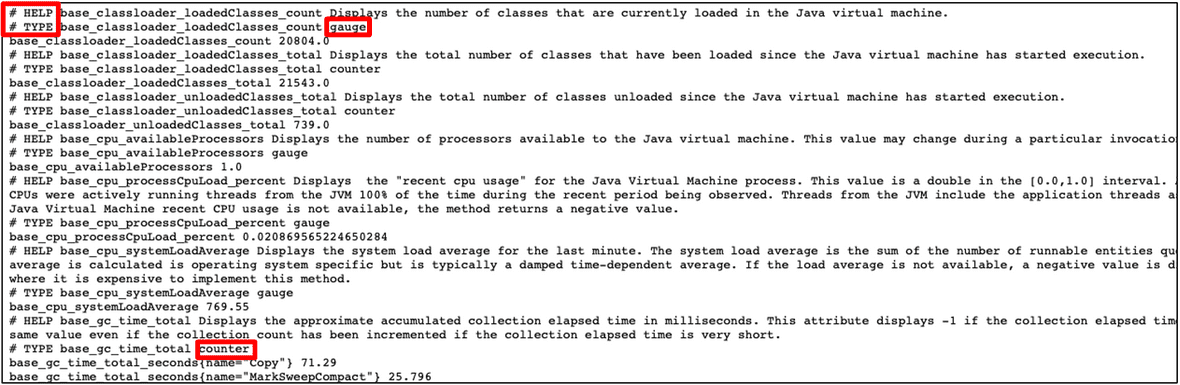 # HELP base_classloader_loadedClasses_count Displays the number of classes that are currently loaded in the Java virtual machine.
# TYPE base_classloader_loadedClasses_count gauge
base_classloader_loadedClasses_count 20804.0
# HELP base_classloader_loadedClasses_total Displays the total number of classes that have been loaded since the Java virtual machine has started execution.
# TYPE base_classloader_loadedClasses_total counter
base_classloader_loadedClasses_total 21543.0
# HELP base_classloader_unloadedClasses_total Displays the total number of classes unloaded since the Java virtual machine has started execution.
# TYPE base_classloader_unloadedClasses_total counter
base_classloader_unloadedClasses_total 739.0
# HELP base_cpu_availableProcessors Displays the number of processors available to the Java virtual machine. This value may change during a particular invocatio
# TYPE base_cpu_availableProcessors gauge
base_cpu_availableProcessors 1.0
# HELP base_cpu_processCpuLoad_percent Displays  the "recent cpu usage" for the Java Virtual Machine process. This value is a double in the [0.0,1.0] interval.
CPUs were actively running threads from the JVM 100% of the time during the recent period being observed. Threads from the JVM include the application threads a
Java Virtual Machine recent CPU usage is not available, the method returns a negative value.
# TYPE base_cpu_processCpuLoad_percent gauge
base_cpu_processCpuLoad_percent 0.020869565224650284
# HELP base_cpu_systemLoadAverage Displays the system load average for the last minute. The system load average is the sum of the number of runnable entities que
average is calculated is operating system specific but is typically a damped time-dependent average. If the load average is not available, a negative value is d
where it is expensive to implement this method.
# TYPE base_cpu_systemLoadAverage gauge
base_cpu_systemLoadAverage 769.55
# HELP base_gc_time_total Displays the approximate accumulated collection elapsed time in milliseconds. This attribute displays -1 if the collection elapsed tim
same value even if the collection count has been incremented if the collection elapsed time is very short.
# TYPE base_gc_time_total counter
base_gc_time_total_seconds{name="Copy"} 71.29
base_gc_time_total_seconds{name="MarkSweepCompact"} 25.796